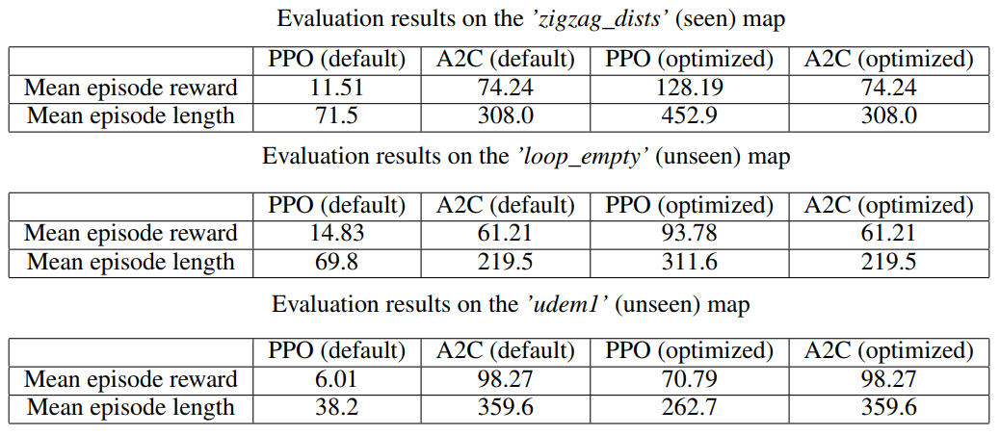 Evaluation results on the ’zigzag_dists’ (seen) map
PPO (default) A2C (default) PPO (optimized) A2C (optimized)
Mean episode reward 11.51 74.24 128.19 74.24
Mean episode length 71.5 308.0 452.9 308.0
Evaluation results on the ’loop_empty’ (unseen) map
PPO (default) A2C (default) PPO (optimized) A2C (optimized)
Mean episode reward 14.83 61.21 93.78 61.21
Mean episode length 69.8 219.5 311.6 219.5
Evaluation results on the ’udem1’ (unseen) map
PPO (default) A2C (default) PPO (optimized) A2C (optimized)
Mean episode reward 6.01 98.27 70.79 98.27
Mean episode length 38.2 359.6 262.7 359.6